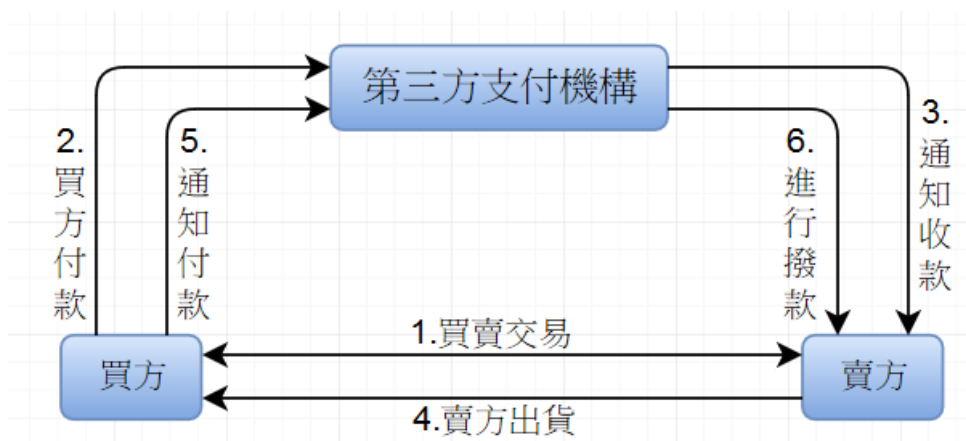 第三方支付機構
2.買方付款
5.通知付款
6.進行撥款
3.通知收款
1.買賣交易
買方
賣方
4.賣方出貨